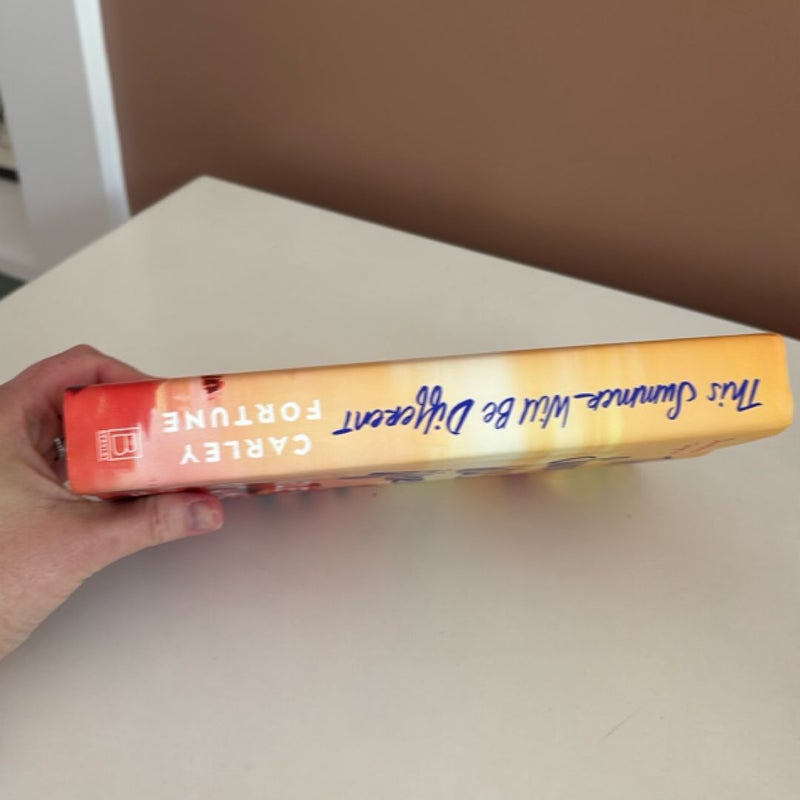 This Summer Will Be Different
CARLEY
FORTUNE
B